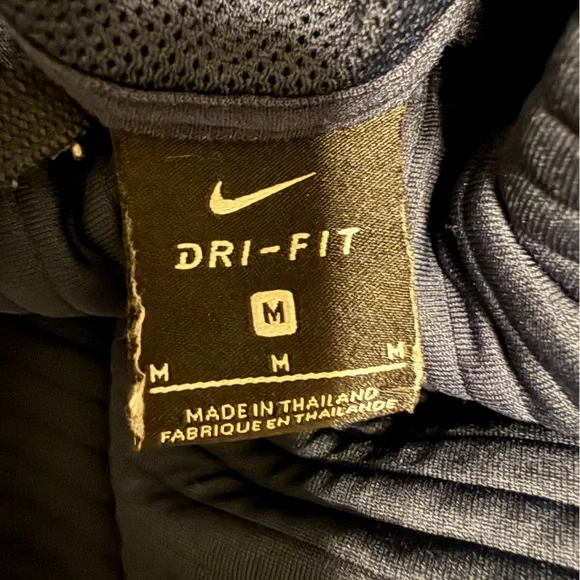 DRI-FIT
M
M M M
MADE IN THAILAND
FABRIQUE EN THAILANDE